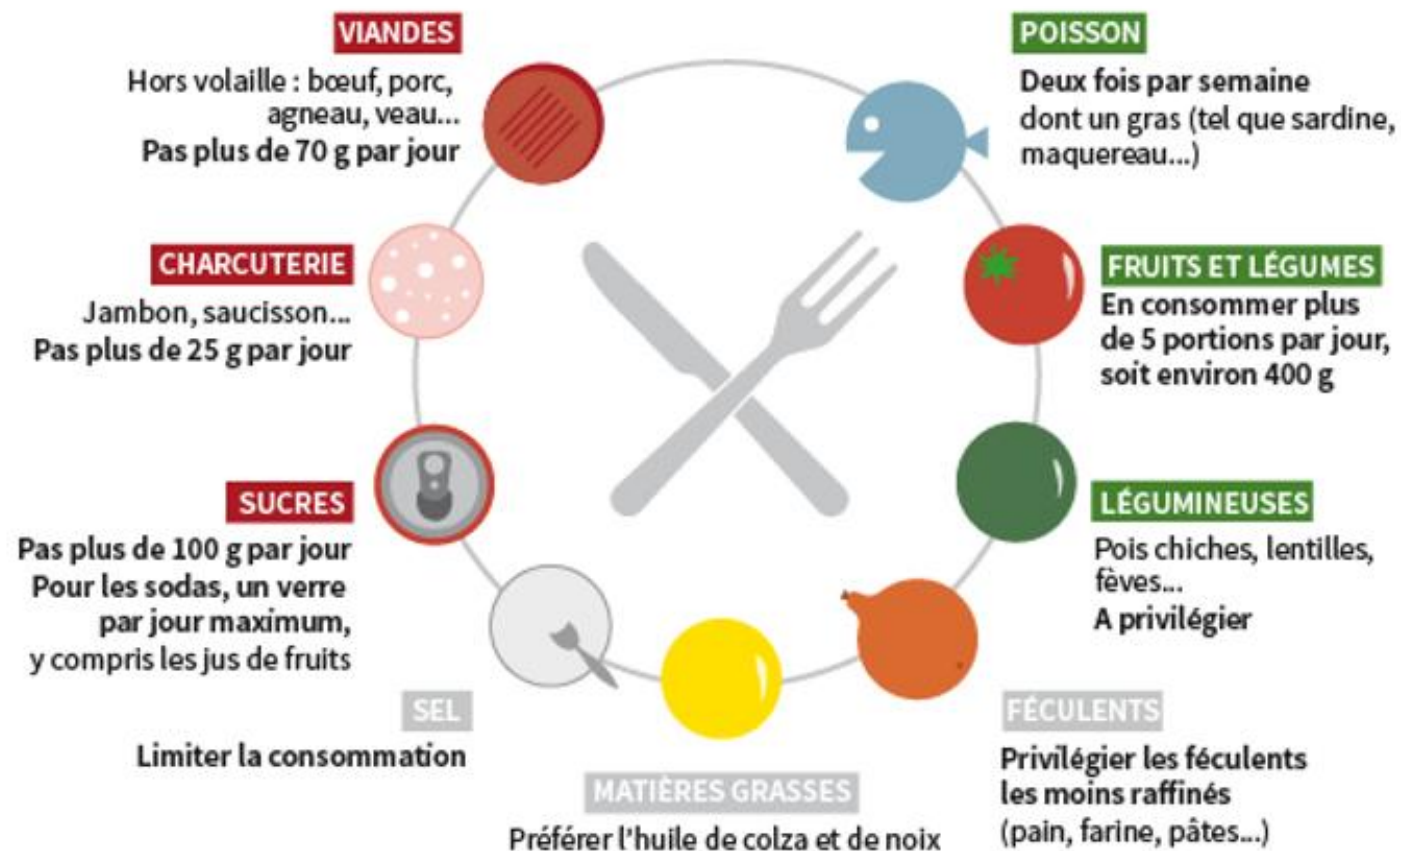 VIANDES
Hors volaille : bœuf, porc,
agneau, veau...
Pas plus de 70 g par jour
POISSON
Deux fois par semaine
dont un gras (tel que sardine,
maquereau...)
CHARCUTERIE
Jambon, saucisson...
Pas plus de 25 g par jour
FRUITS ET LÉGUMES
En consommer plus
de 5 portions par jour,
soit environ 400 g
SUCRES
Pas plus de 100 g par jour
Pour les sodas, un verre
par jour maximum,
y compris les jus de fruits
LÉGUMINEUSES
Pois chiches, lentilles,
fèves...
A privilégier
SEL
Limiter la consommation
MATIÈRES GRASSES
Préférer l'huile de colza et de noix
FÉCULENTS
Privilégier les féculents
les moins raffinés
(pain, farine, pâtes...)